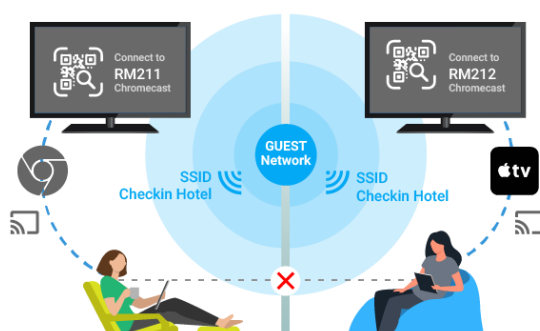 Connect to
RM211
Chromecast
Connect to
RM212
Chromecast
GUEST
Network
SSID
Checkin Hotel
SSID
Checkin Hotel
tv